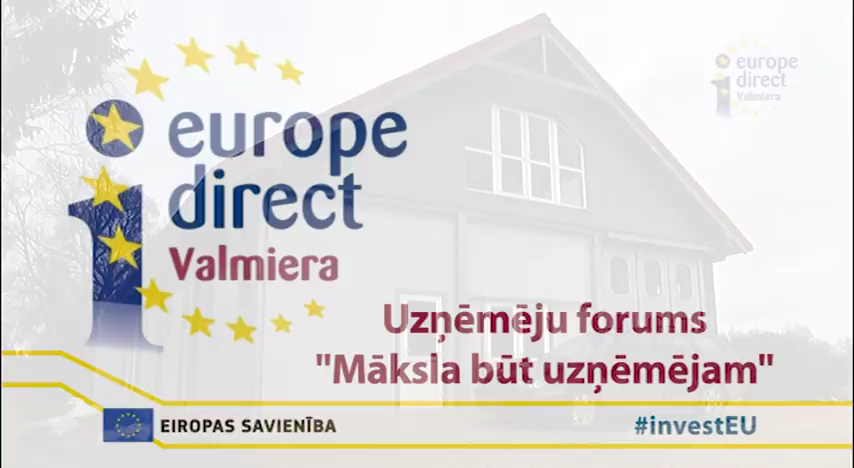 europe
direct
Valmiera
europe
direct
Valmiera
Uzņēmēju forums
"Māksla būt uzņēmējam"
EIROPAS SAVIENĪBA
#investEU